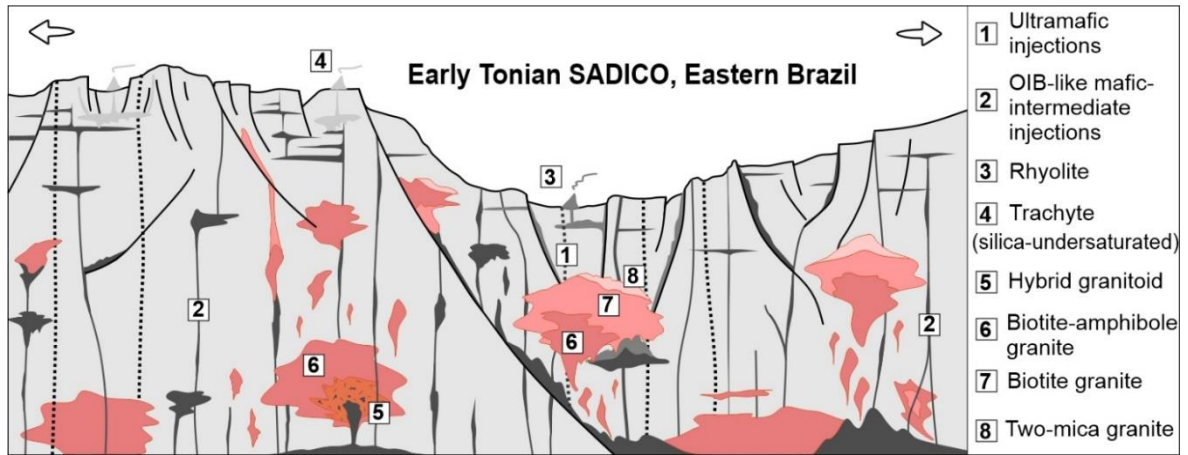 Early Tonian SADICO, Eastern Brazil
4
3
1
8
2
7
6
6
2
5
1 Ultramafic
injections
2 OIB-like mafic-
intermediate
injections
3 Rhyolite
4 Trachyte
(silica-undersaturated)
5 Hybrid granitoid
6 Biotite-amphibole
granite
7 Biotite granite
8 Two-mica granite